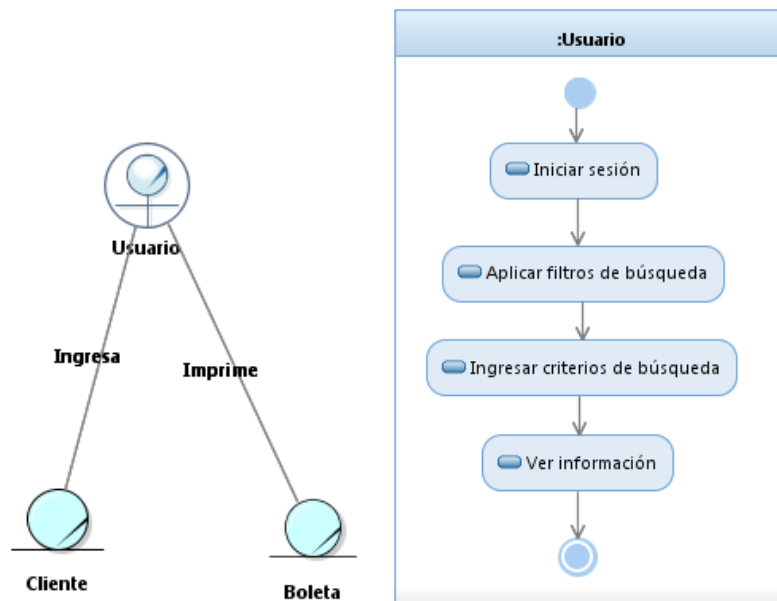 Usuario
Ingresa
Imprime
Cliente
Boleta
:Usuario
Iniciar sesión
Aplicar filtros de búsqueda
Ingresar criterios de búsqueda
Ver información